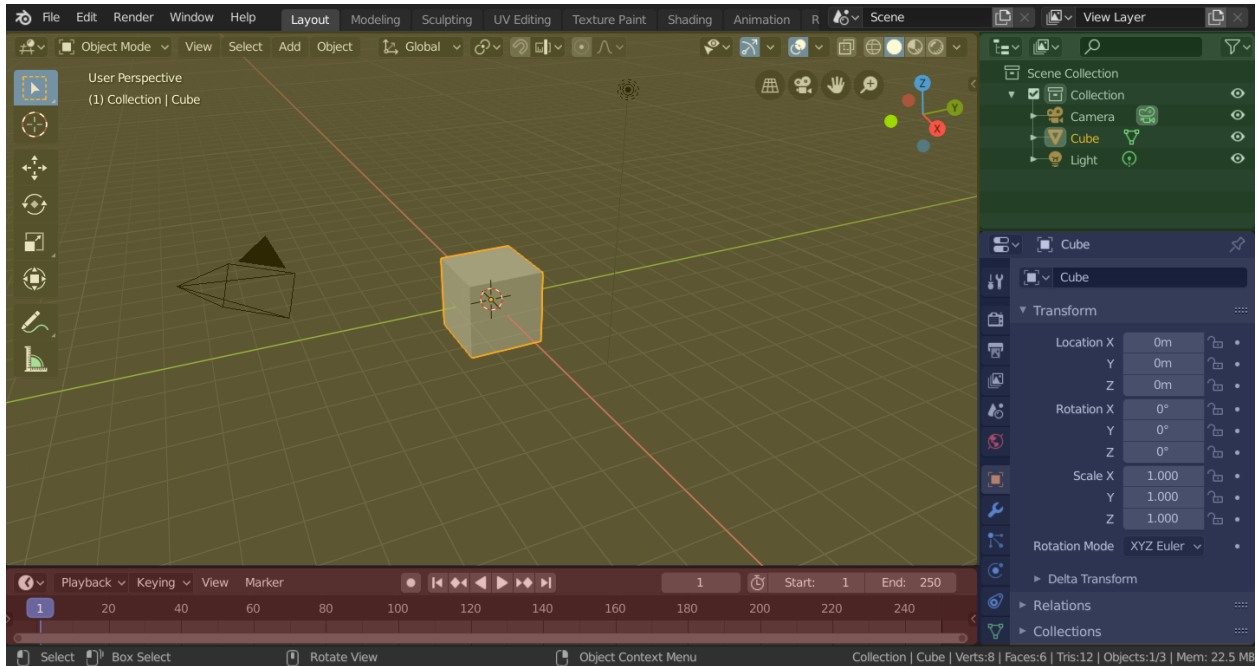 File Edit Render Window Help Layout Modeling Sculpting UV Editing Texture Paint Shading Animation R Scene View Layer
Object Mode View Select Add Object Global
User Perspective
(1) Collection | Cube
Z
Y
X
Scene Collection
Collection
Camera
Cube
Light
Cube
Cube
Transform
Location X 0m
Y 0m
Z 0m
Rotation X 0°
Y 0°
Z 0°
Scale X 1.000
Y 1.000
Z 1.000
Rotation Mode XYZ Euler
Delta Transform
Relations
Collections
Playback Keying View Marker 1 Start: 1 End: 250
1 20 40 60 80 100 120 140 160 180 200 220 240
Select Box Select Rotate View Object Context Menu Collection | Cube | Verts:8 | Faces:6 | Tris:12 | Objects:1/3 | Mem: 22.5 MB